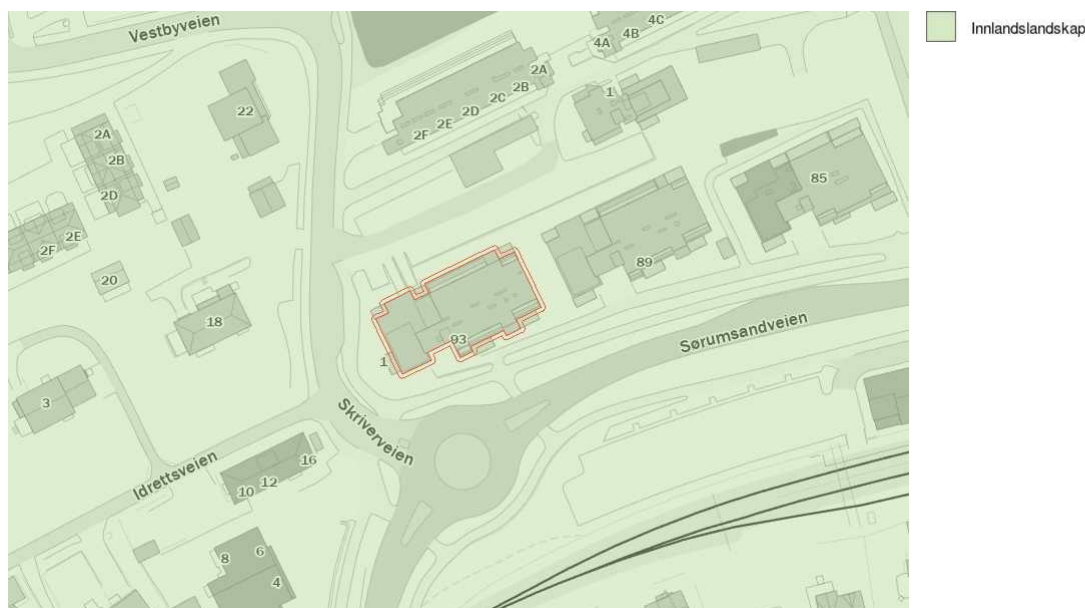 Vestbyveien
Innlandslandskap
4C
4B
4A
2A
2B
2C
2D
2E
2F
1
22
2A
2B
2D
2E
2F
85
89
20
18
93
1
Sørumsandveien
3
Skriverveien
Idrettsveien
16
12
10
8
6
4